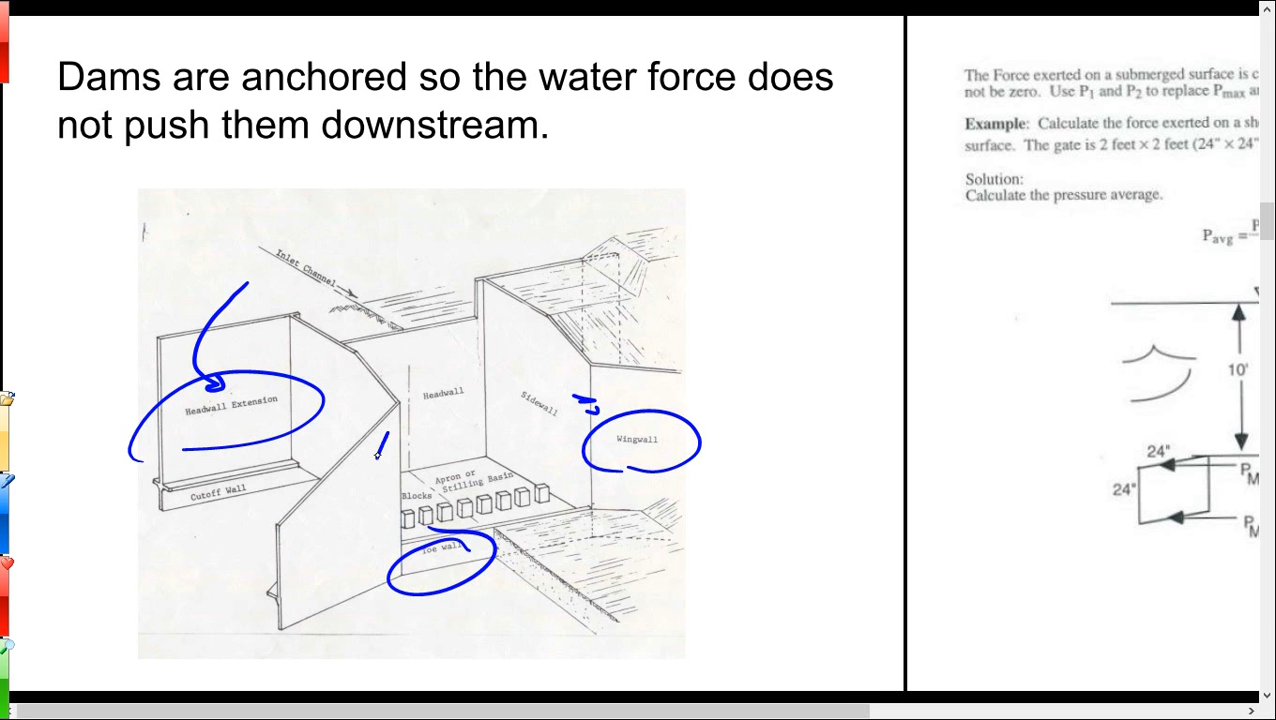 Dams are anchored so the water force does
not push them downstream.
Inlet Channel
Headwall Extension
Headwall
Sidewall
Wingwall
Cutoff Wall
Blocks
Apron or
Stilling Basin
Toe wall
The Force exerted on a submerged surface is c
not be zero. Use P1 and P2 to replace Pmax a
Example: Calculate the force exerted on a sh
surface. The gate is 2 feet × 2 feet (24" × 24"
Solution:
Calculate the pressure average.
Pavg =
10'
24"
24"
PM
PM